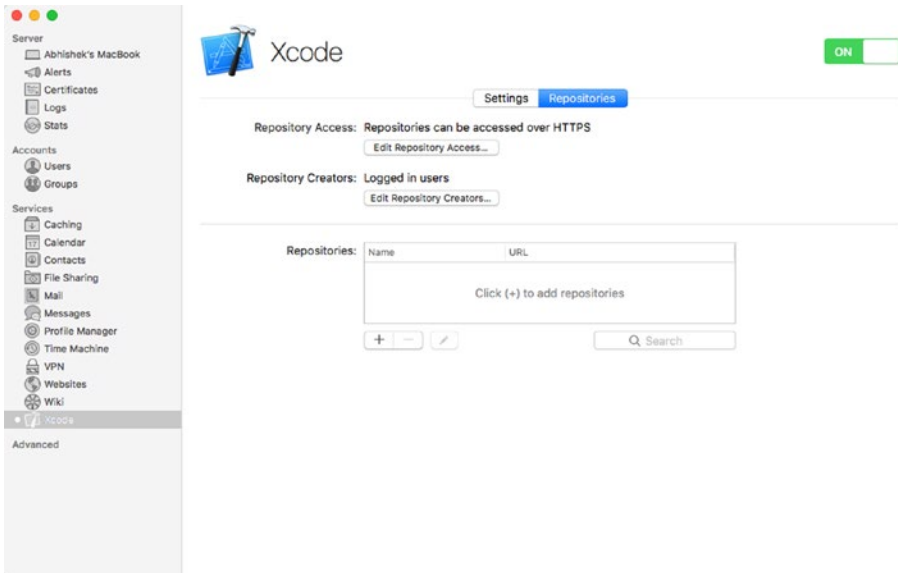 Server
Abhishek's MacBook
Alerts
Certificates
Logs
Stats
Accounts
Users
Groups
Services
Caching
Calendar
Contacts
File Sharing
Mail
Messages
Profile Manager
Time Machine
VPN
Websites
Wiki
Xcode
Advanced
Xcode
ON
Settings Repositories
Repository Access: Repositories can be accessed over HTTPS
Edit Repository Access...
Repository Creators: Logged in users
Edit Repository Creators...
Repositories: Name URL
Click (+) to add repositories
+ −
Search